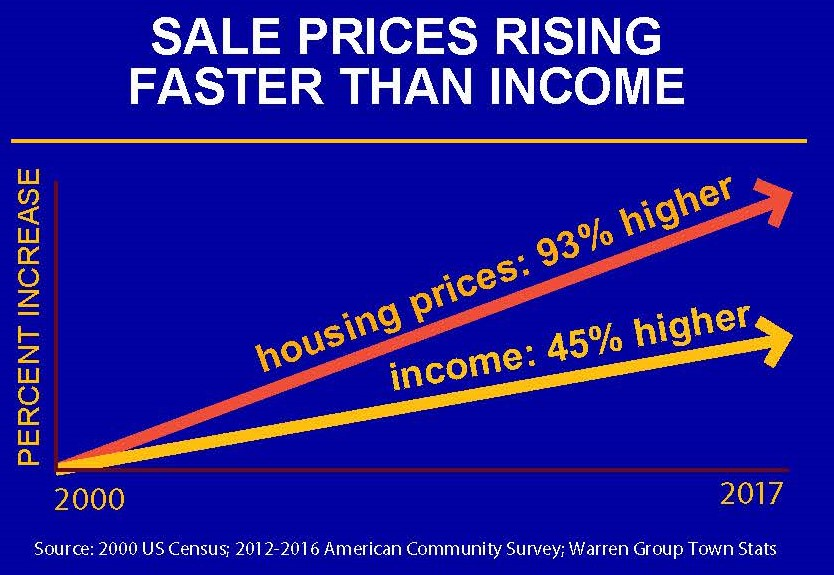 SALE PRICES RISING
FASTER THAN INCOME
PERCENT INCREASE
housing prices: 93% higher
income: 45% higher
2000
2017
Source: 2000 US Census; 2012-2016 American Community Survey; Warren Group Town Stats